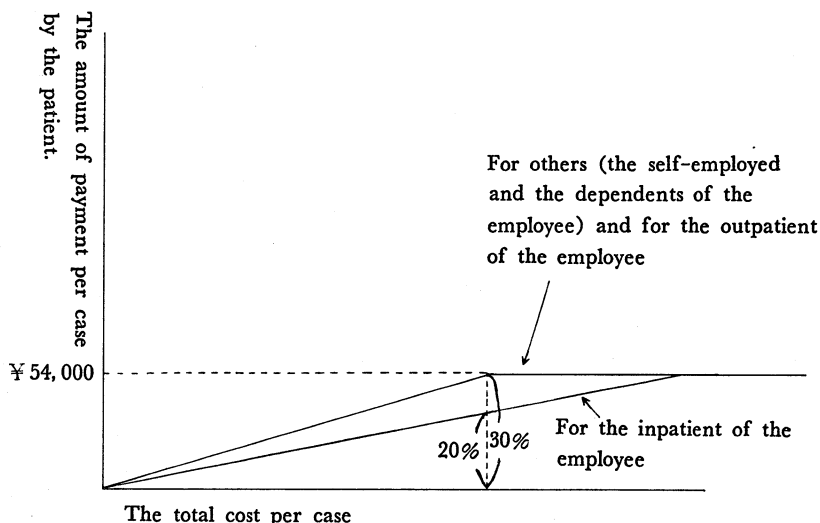 The amount of payment per case
by the patient.
For others (the self-employed
and the dependents of the
employee) and for the outpatient
of the employee
¥ 54,000
20%
30%
For the inpatient of the
employee
The total cost per case